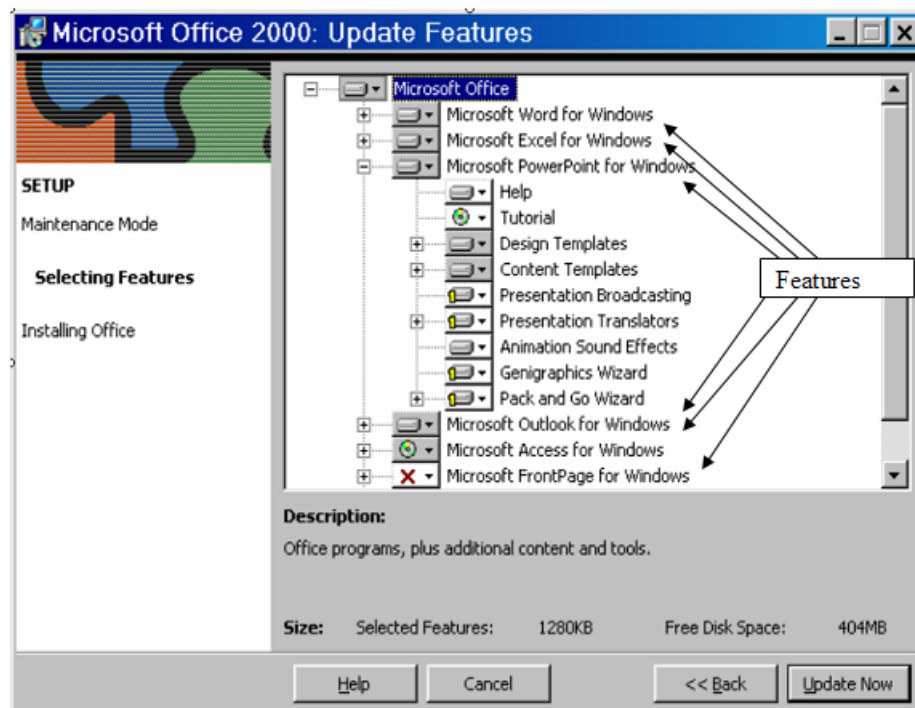 Microsoft Office 2000: Update Features
SETUP
Maintenance Mode
Selecting Features
Installing Office
Microsoft Office
Microsoft Word for Windows
Microsoft Excel for Windows
Microsoft PowerPoint for Windows
Help
Tutorial
Design Templates
Content Templates
Presentation Broadcasting
Presentation Translators
Animation Sound Effects
Genigraphics Wizard
Pack and Go Wizard
Microsoft Outlook for Windows
Microsoft Access for Windows
Microsoft FrontPage for Windows
Features
Description:
Office programs, plus additional content and tools.
Size: Selected Features: 1280KB Free Disk Space: 404MB
Help Cancel << Back Update Now